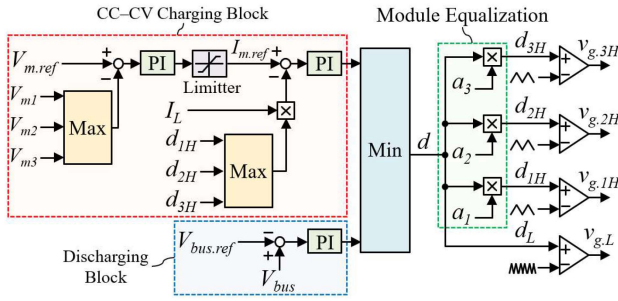 CC–CV Charging Block
Module Equalization
V_m.ref
+
−
PI
Limitter
I_m.ref
+
−
PI
V_m1
V_m2
V_m3
Max
I_L
×
d_1H
d_2H
d_3H
Max
Discharging
Block
V_bus.ref
−
+
V_bus
PI
Min
d
×
a_3
d_3H
+
−
v_g.3H
×
a_2
d_2H
+
−
v_g.2H
×
a_1
d_1H
+
−
v_g.1H
d_L
+
−
v_g.L